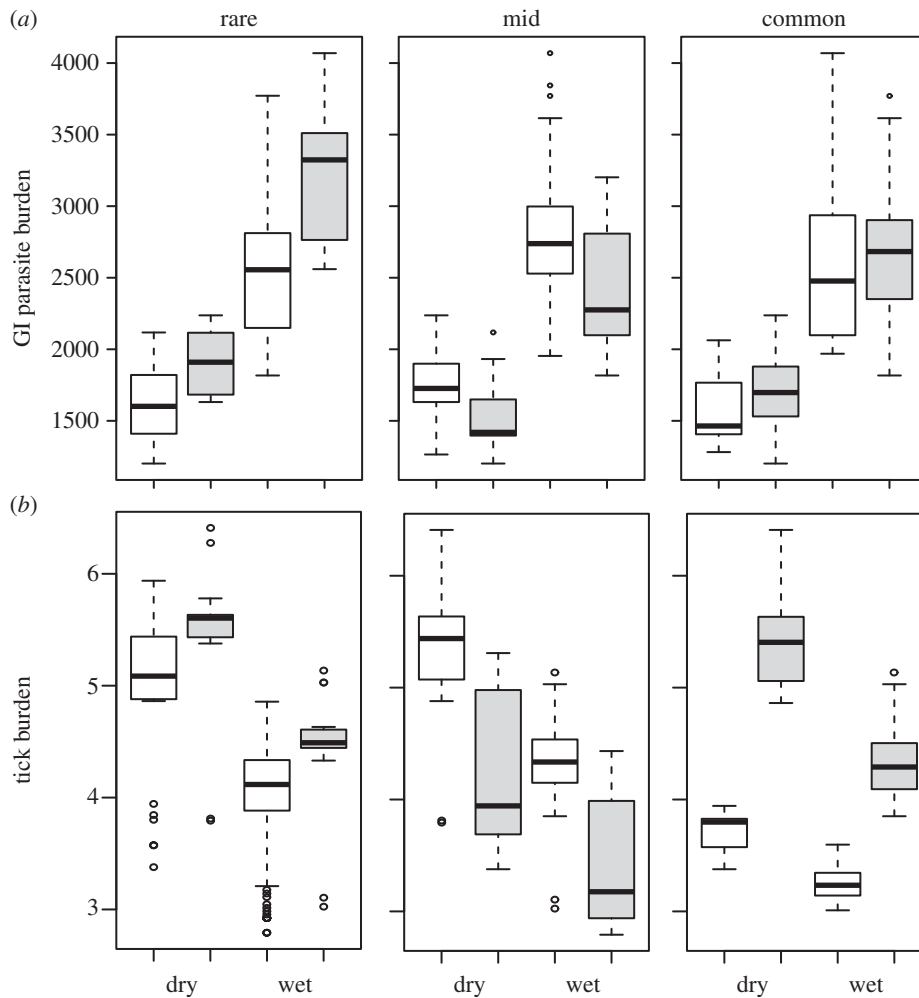 (a) rare mid common
4000
3500
3000
2500
2000
1500
GI parasite burden
(b)
6
5
4
3
tick burden
dry wet dry wet dry wet